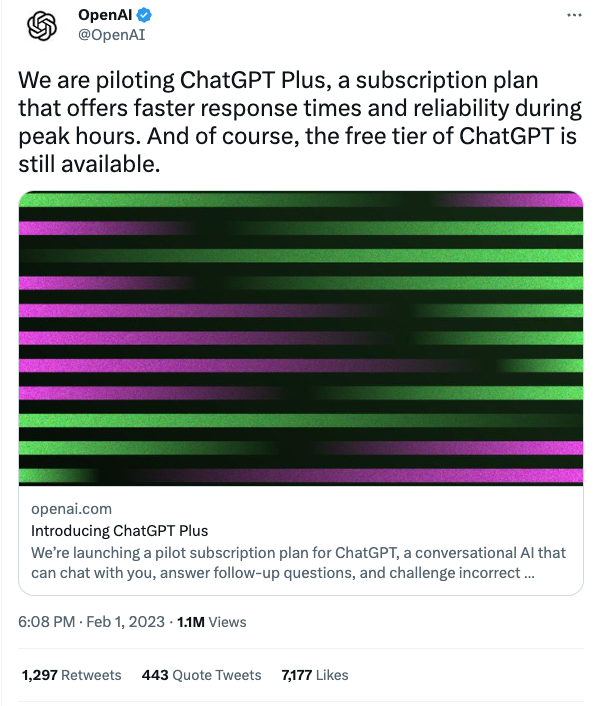 OpenAI
@OpenAI
We are piloting ChatGPT Plus, a subscription plan
that offers faster response times and reliability during
peak hours. And of course, the free tier of ChatGPT is
still available.
openai.com
Introducing ChatGPT Plus
We’re launching a pilot subscription plan for ChatGPT, a conversational AI that
can chat with you, answer follow-up questions, and challenge incorrect ...
6:08 PM · Feb 1, 2023 · 1.1M Views
1,297 Retweets 443 Quote Tweets 7,177 Likes